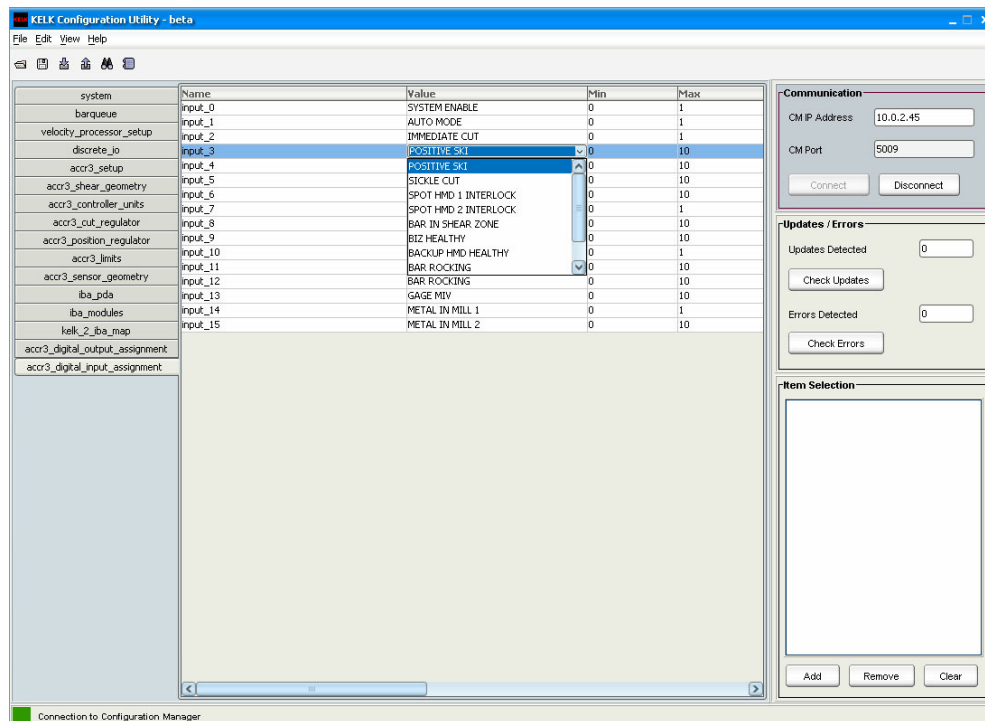 KELK KELK Configuration Utility - beta
File Edit View Help
system
barqueue
velocity_processor_setup
discrete_io
accr3_setup
accr3_shear_geometry
accr3_controller_units
accr3_cut_regulator
accr3_position_regulator
accr3_limits
accr3_sensor_geometry
iba_pda
iba_modules
kelk_2_iba_map
accr3_digital_output_assignment
accr3_digital_input_assignment
Name Value Min Max
input_0 SYSTEM ENABLE 0 1
input_1 AUTO MODE 0 1
input_2 IMMEDIATE CUT 0 1
input_3 POSITIVE SKI 0 10
input_4 POSITIVE SKI 0 10
input_5 SICKLE CUT 0 10
input_6 SPOT HMD 1 INTERLOCK 0 10
input_7 SPOT HMD 2 INTERLOCK 0 1
input_8 BAR IN SHEAR ZONE 0 10
input_9 BIZ HEALTHY 0 10
input_10 BACKUP HMD HEALTHY 0 1
input_11 BAR ROCKING 0 10
input_12 BAR ROCKING 0 10
input_13 GAGE MIV 0 10
input_14 METAL IN MILL 1 0 1
input_15 METAL IN MILL 2 0 10
Communication
CM IP Address 10.0.2.45
CM Port 5009
Connect Disconnect
Updates / Errors
Updates Detected 0
Check Updates
Errors Detected 0
Check Errors
Item Selection
Add Remove Clear
Connection to Configuration Manager